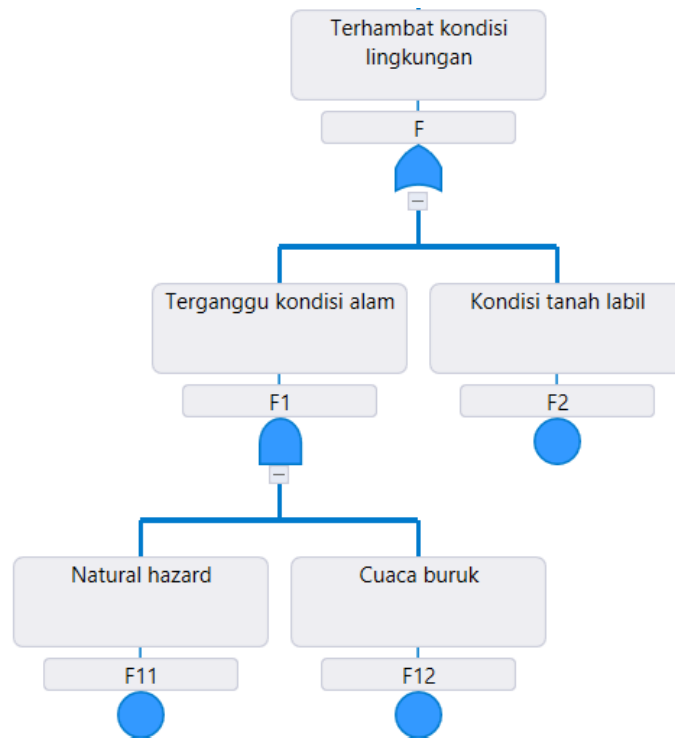 Terhambat kondisi
lingkungan
F
Terganggu kondisi alam
Kondisi tanah labil
F1
F2
Natural hazard
Cuaca buruk
F11
F12